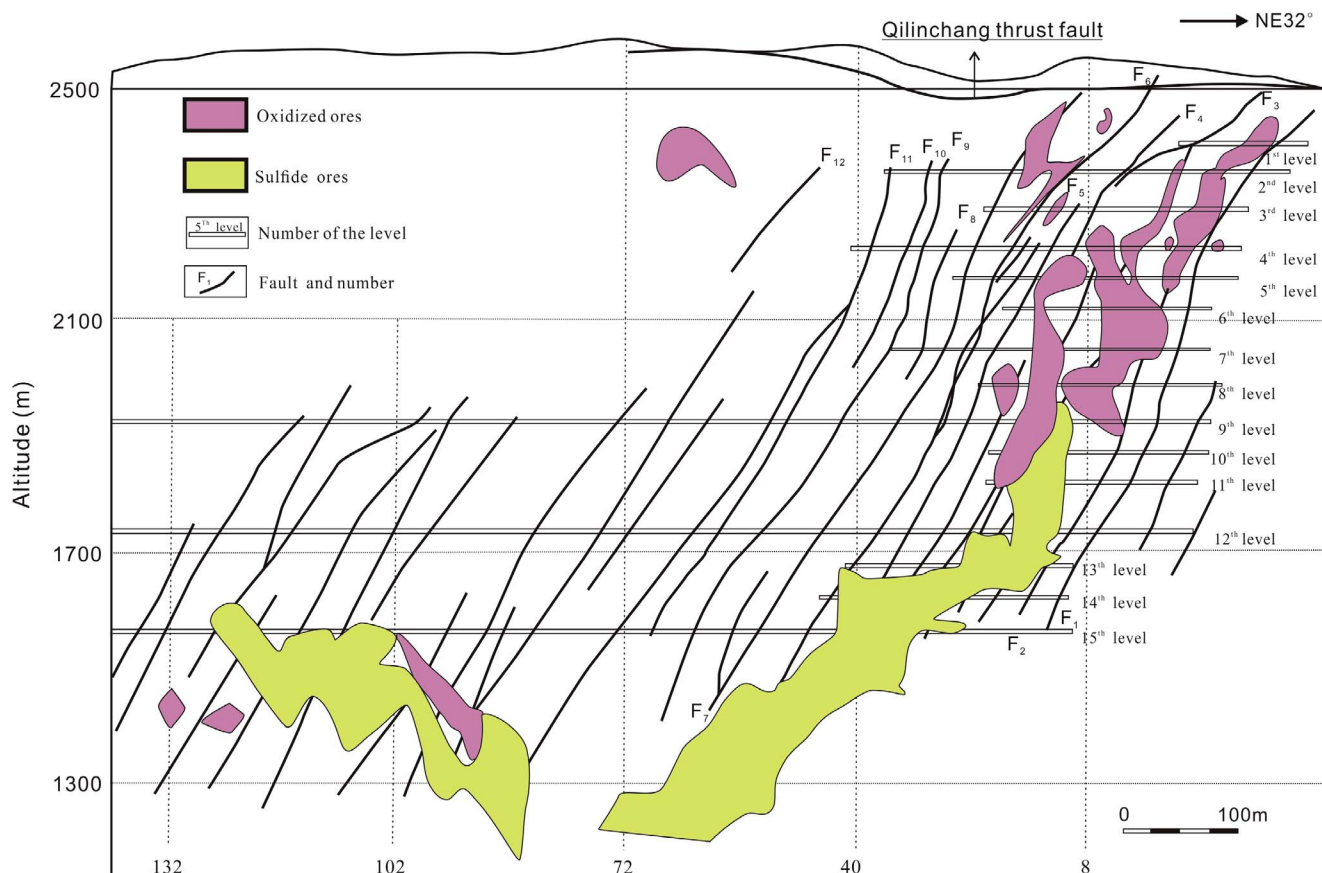 NE32°
Qilinchang thrust fault
2500
2100
1700
1300
Altitude (m)
Oxidized ores
Sulfide ores
5Th level
Number of the level
F1
Fault and number
F12
F11
F10
F9
F8
F6
F4
F3
F5
F7
F2
F1
1st level
2nd level
3rd level
4th level
5th level
6th level
7th level
8th level
9th level
10th level
11th level
12th level
13th level
14th level
15th level
0 100m
132 102 72 40 8